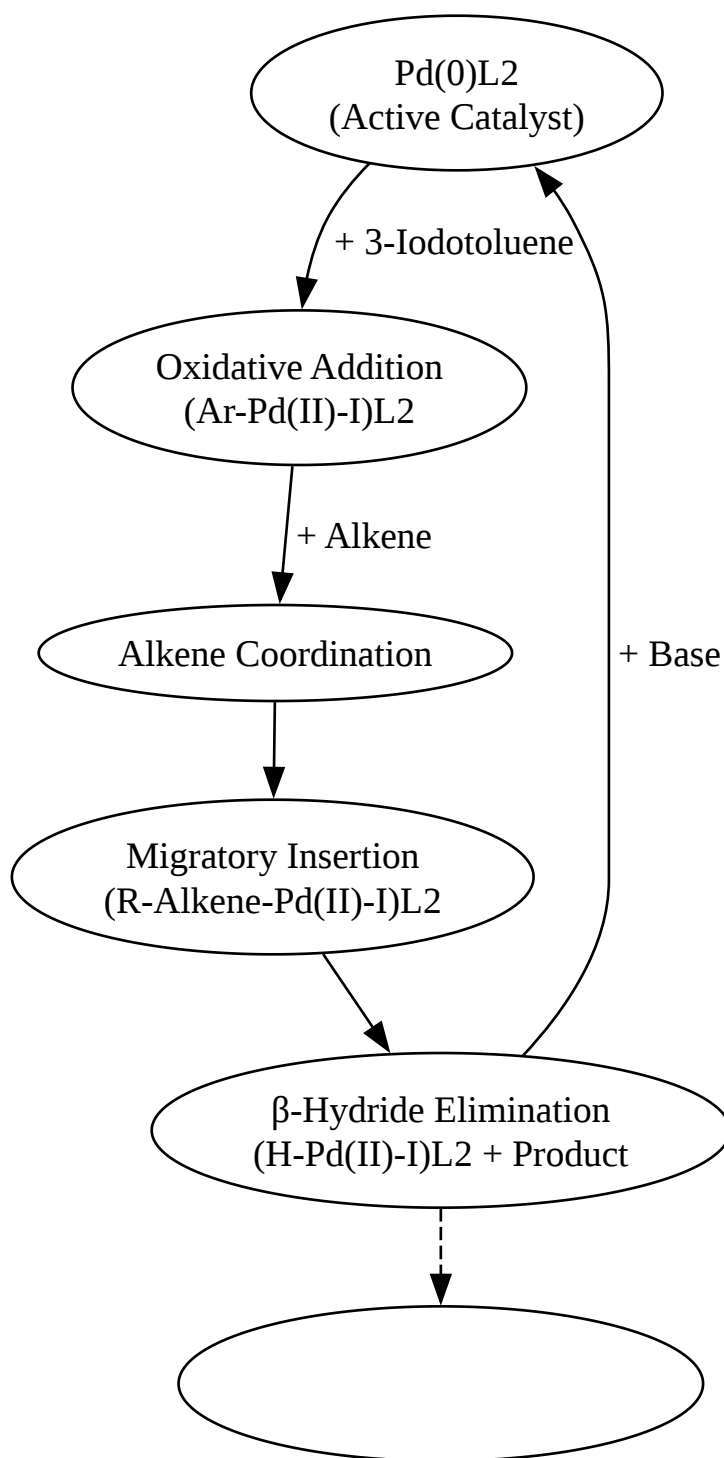 Pd(0)L2
(Active Catalyst)
+ 3-Iodotoluene
Oxidative Addition
(Ar-Pd(II)-I)L2
+ Alkene
Alkene Coordination
+ Base
Migratory Insertion
(R-Alkene-Pd(II)-I)L2
β-Hydride Elimination
(H-Pd(II)-I)L2 + Product